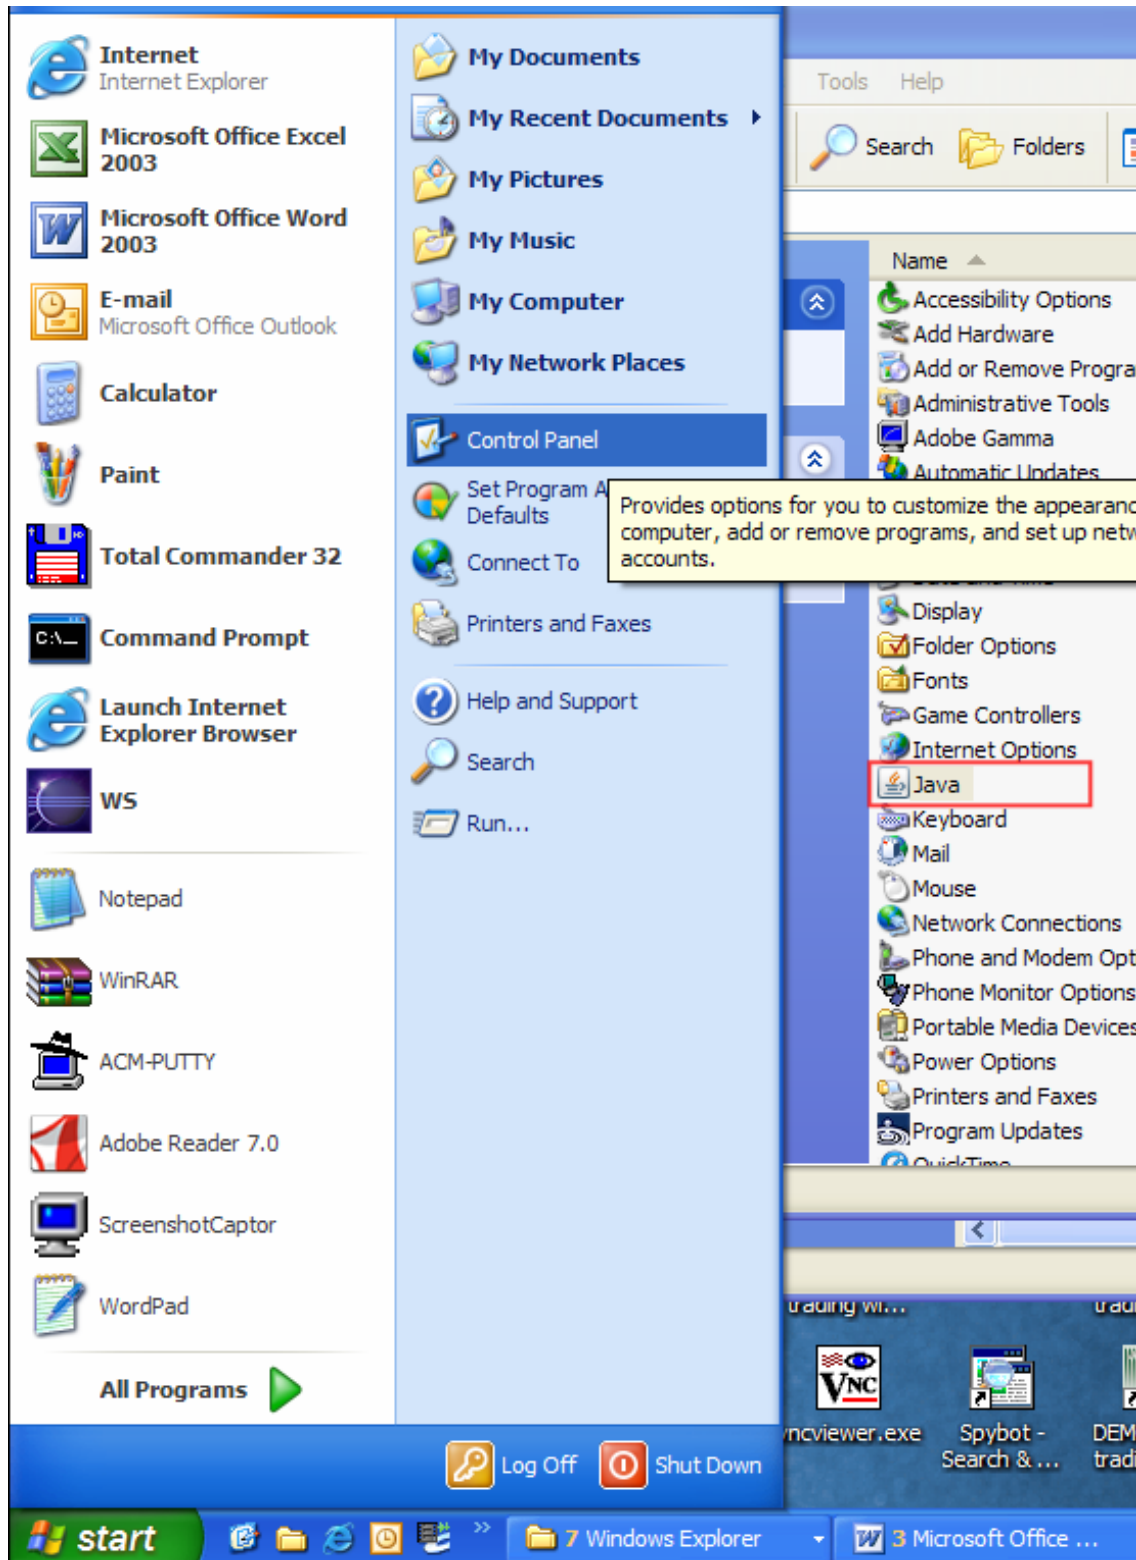 Internet
Internet Explorer
Microsoft Office Excel
2003
Microsoft Office Word
2003
E-mail
Microsoft Office Outlook
Calculator
Paint
Total Commander 32
C:\_
Command Prompt
Launch Internet
Explorer Browser
WS
Notepad
WinRAR
ACM-PUTTY
Adobe Reader 7.0
ScreenshotCaptor
WordPad
All Programs
My Documents
My Recent Documents
My Pictures
My Music
My Computer
My Network Places
Control Panel
Set Program A
Defaults
Connect To
Printers and Faxes
Help and Support
Search
Run...
Provides options for you to customize the appearanc
computer, add or remove programs, and set up netw
accounts.
Tools Help
Search Folders
Name
Accessibility Options
Add Hardware
Add or Remove Progra
Administrative Tools
Adobe Gamma
Automatic Updates
Date and Time
Display
Folder Options
Fonts
Game Controllers
Internet Options
Java
Keyboard
Mail
Mouse
Network Connections
Phone and Modem Opt
Phone Monitor Options
Portable Media Devices
Power Options
Printers and Faxes
Program Updates
QuickTime
trading wi...
VNC
vncviewer.exe
Spybot -
Search & ...
DEM
tradi
Log Off Shut Down
start
7 Windows Explorer
3 Microsoft Office ...